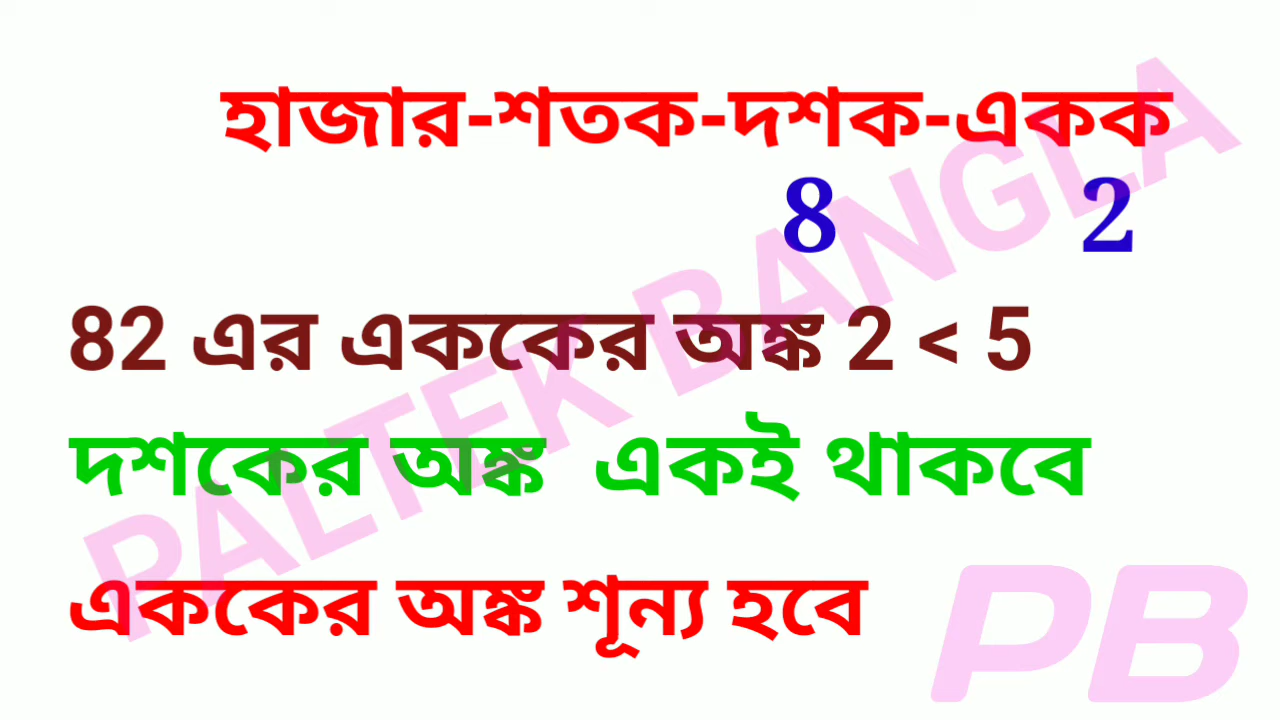 হাজার-শতক-দশক-একক
8 2
82 এর এককের অঙ্ক 2 < 5
দশকের অঙ্ক একই থাকবে
এককের অঙ্ক শূন্য হবে
PALTEK BANGLA
PB